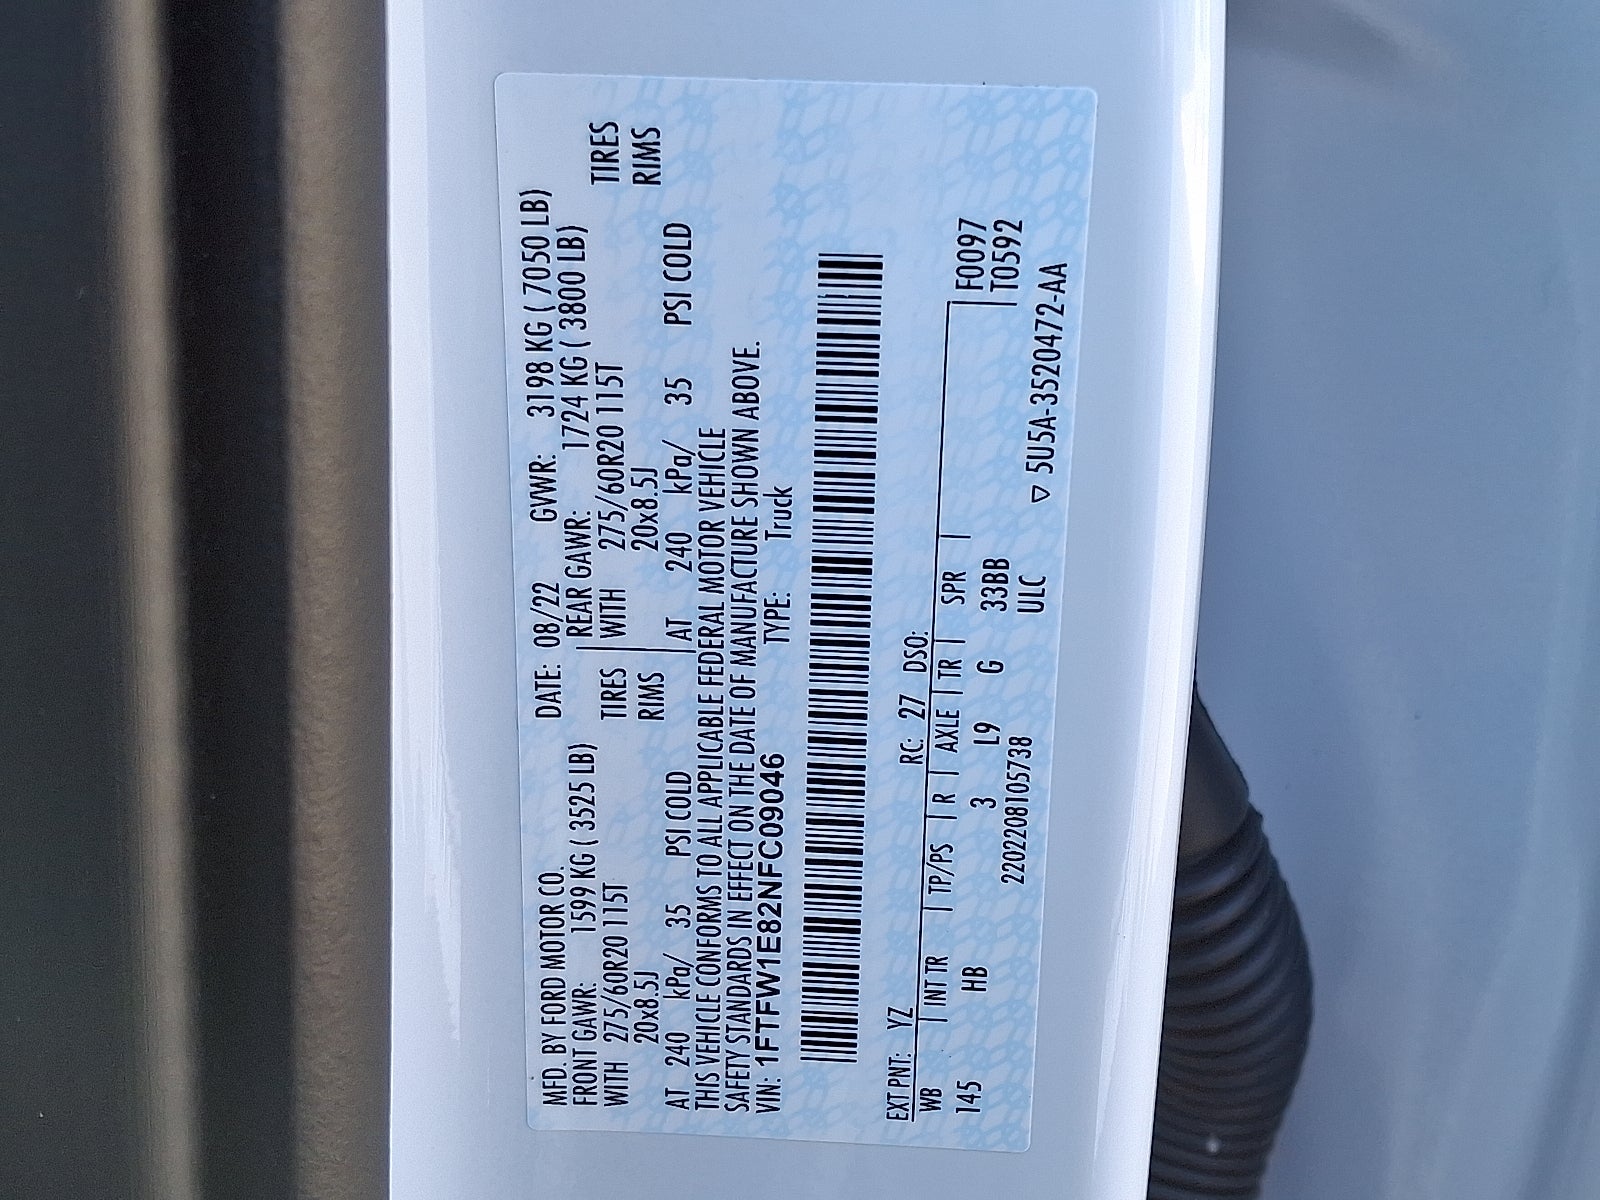 MFD. BY FORD MOTOR CO. DATE: 08/22 GVWR: 3198 KG ( 7050 LB)
FRONT GAWR: 1599 KG ( 3525 LB) REAR GAWR: 1724 KG ( 3800 LB)
WITH 275/60R20 115T TIRES WITH 275/60R20 115T TIRES
20x8.5J RIMS 20x8.5J RIMS
AT 240 kPa/ 35 PSI COLD AT 240 kPa/ 35 PSI COLD
THIS VEHICLE CONFORMS TO ALL APPLICABLE FEDERAL MOTOR VEHICLE
SAFETY STANDARDS IN EFFECT ON THE DATE OF MANUFACTURE SHOWN ABOVE.
VIN: 1FTFW1E82NFC09046 TYPE: Truck
EXT PNT: YZ RC: 27 DSO:
WB | INT TR | TP/PS | R | AXLE | TR | SPR | F0097
145 HB 3 L9 G 33BB T0592
2202208105738 ULC ▽ 5U5A-3520472-AA